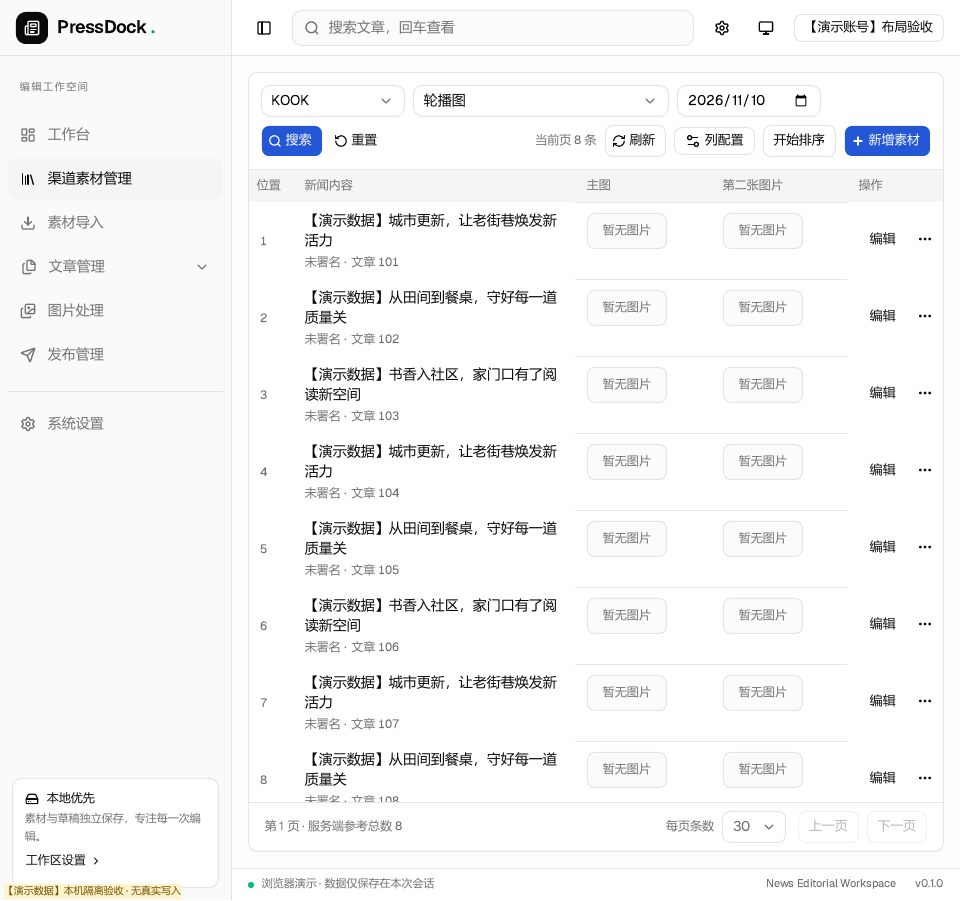 PressDock.
搜索文章，回车查看
【演示账号】布局验收
编辑工作空间
工作台
渠道素材管理
素材导入
文章管理
图片处理
发布管理
系统设置
本地优先
素材与草稿独立保存，专注每一次编辑。
工作区设置
【演示数据】本机隔离验收 · 无真实写入
KOOK
轮播图
2026/11/10
搜索
重置
当前页 8 条
刷新
列配置
开始排序
+ 新增素材
位置 新闻内容 主图 第二张图片 操作
1
【演示数据】城市更新，让老街巷焕发新
活力
未署名 · 文章 101
暂无图片 暂无图片 编辑 ···
2
【演示数据】从田间到餐桌，守好每一道
质量关
未署名 · 文章 102
暂无图片 暂无图片 编辑 ···
3
【演示数据】书香入社区，家门口有了阅
读新空间
未署名 · 文章 103
暂无图片 暂无图片 编辑 ···
4
【演示数据】城市更新，让老街巷焕发新
活力
未署名 · 文章 104
暂无图片 暂无图片 编辑 ···
5
【演示数据】从田间到餐桌，守好每一道
质量关
未署名 · 文章 105
暂无图片 暂无图片 编辑 ···
6
【演示数据】书香入社区，家门口有了阅
读新空间
未署名 · 文章 106
暂无图片 暂无图片 编辑 ···
7
【演示数据】城市更新，让老街巷焕发新
活力
未署名 · 文章 107
暂无图片 暂无图片 编辑 ···
8
【演示数据】从田间到餐桌，守好每一道
质量关
未署名 · 文章 108
暂无图片 暂无图片 编辑 ···
第 1 页 · 服务端参考总数 8
每页条数 30 上一页 下一页
浏览器演示 · 数据仅保存在本次会话
News Editorial Workspace v0.1.0